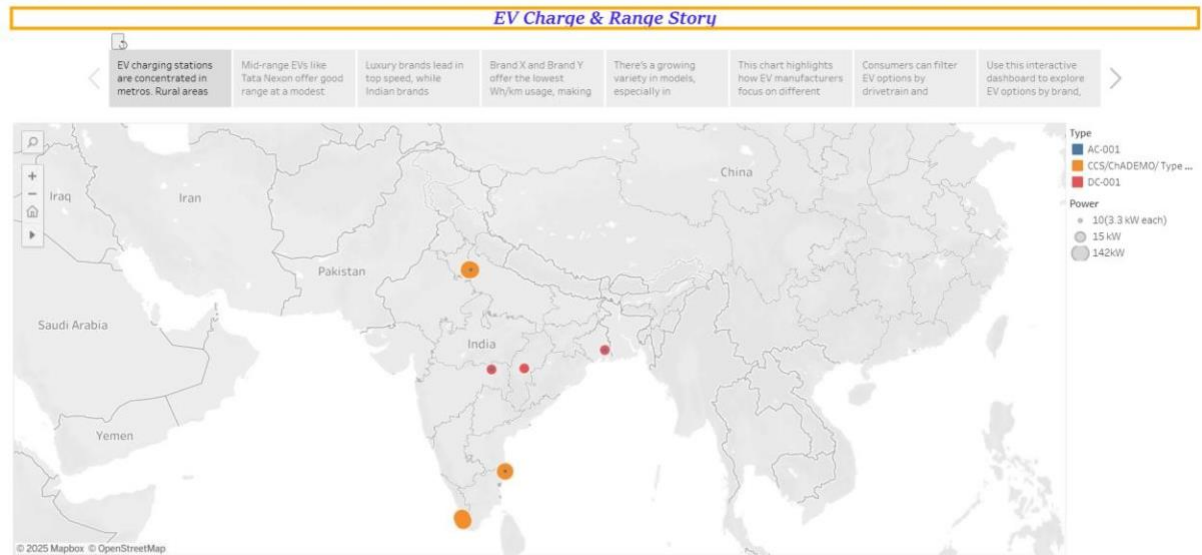 EV Charge & Range Story
EV charging stations
are concentrated in
metros. Rural areas
Mid-range EVs like
Tata Nexon offer good
range at a modest
Luxury brands lead in
top speed, while
Indian brands
Brand X and Brand Y
offer the lowest
Wh/km usage, making
There's a growing
variety in models,
especially in
This chart highlights
how EV manufacturers
focus on different
Consumers can filter
EV options by
drivetrain and
Use this interactive
dashboard to explore
EV options by brand,
Type
AC-001
CCS/ChADEMO/ Type ...
DC-001
Power
10(3.3 kW each)
15 kW
142kW
China
Iraq
Iran
Pakistan
Saudi Arabia
India
Yemen
© 2025 Mapbox © OpenStreetMap